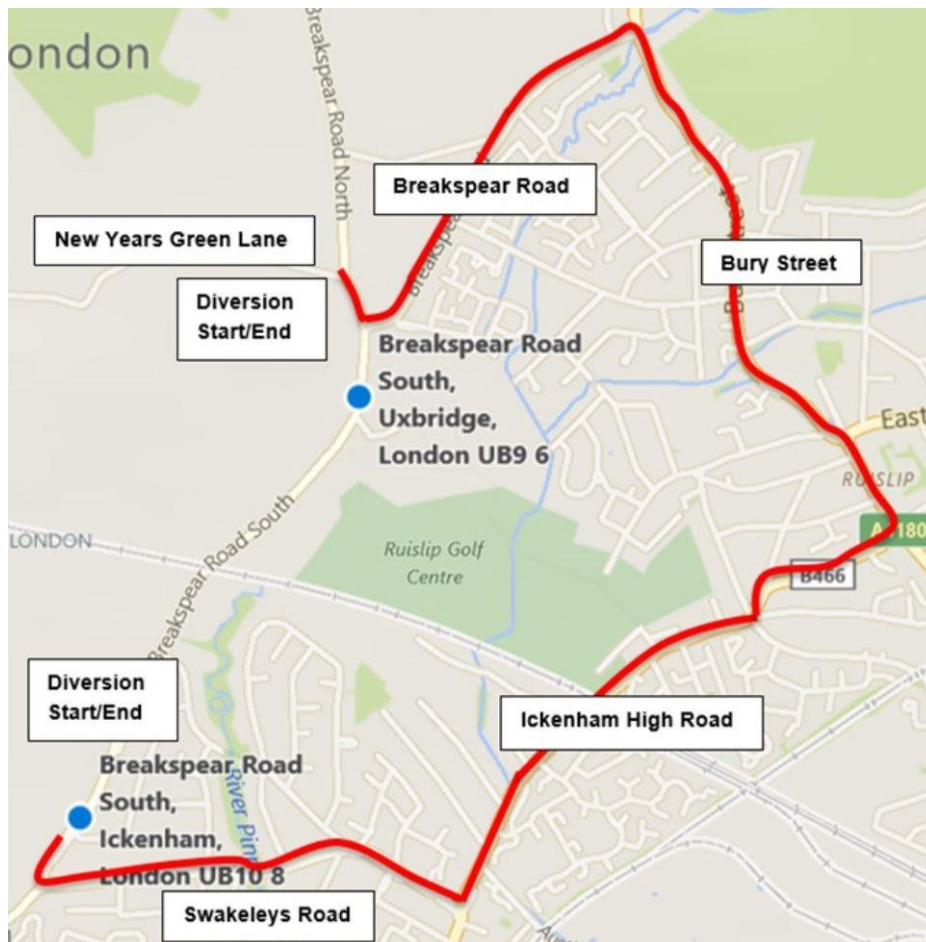 ondon
Breakspear Road North
Breakspear Road
New Years Green Lane
Bury Street
Diversion
Start/End
Breakspear Road
South,
Uxbridge,
London UB9 6
East
RUISLIP
LONDON
Breakspear Road South
Ruislip Golf
Centre
B466
Diversion
Start/End
Ickenham High Road
Breakspear Road
South,
Ickenham,
London UB10 8
River Pinn
Swakeleys Road